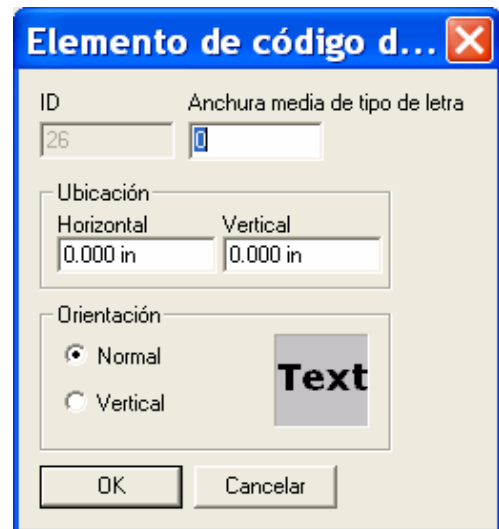 Elemento de código d...
ID Anchura media de tipo de letra
26 0
Ubicación
Horizontal Vertical
0.000 in 0.000 in
Orientación
Normal
Text
Vertical
OK Cancelar